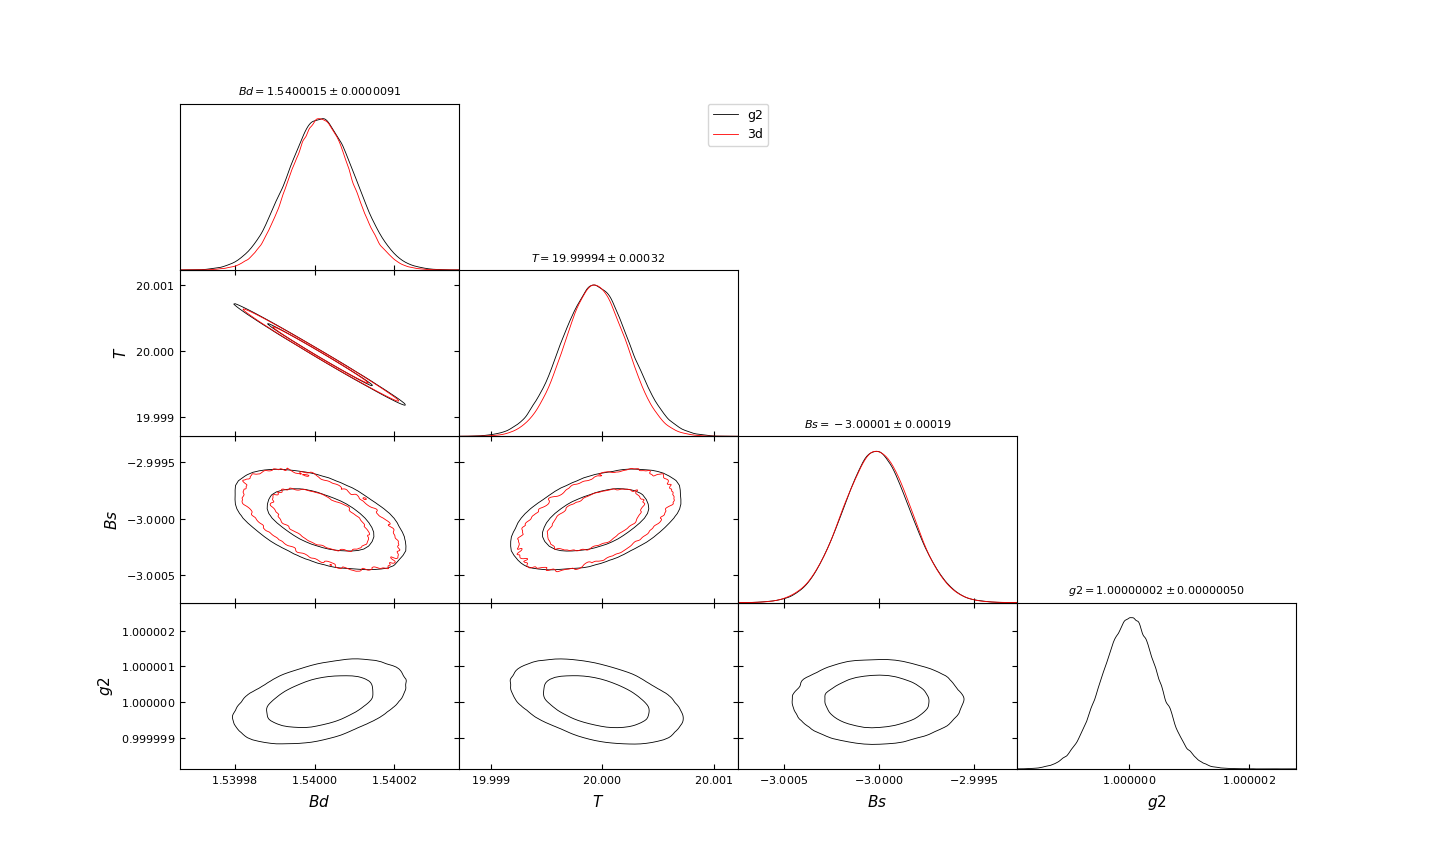 Bd = 1.5400015 ± 0.0000091
g2
3d
T = 19.99994 ± 0.00032
20.001
20.000
19.999
T
Bs = −3.00001 ± 0.00019
−2.9995
−3.0000
−3.0005
Bs
g2 = 1.00000002 ± 0.00000050
1.000002
1.000001
1.000000
0.999999
g2
1.53998 1.54000 1.54002 19.999 20.000 20.001 −3.0005 −3.0000 −2.9995 1.000000 1.000002
Bd T Bs g2